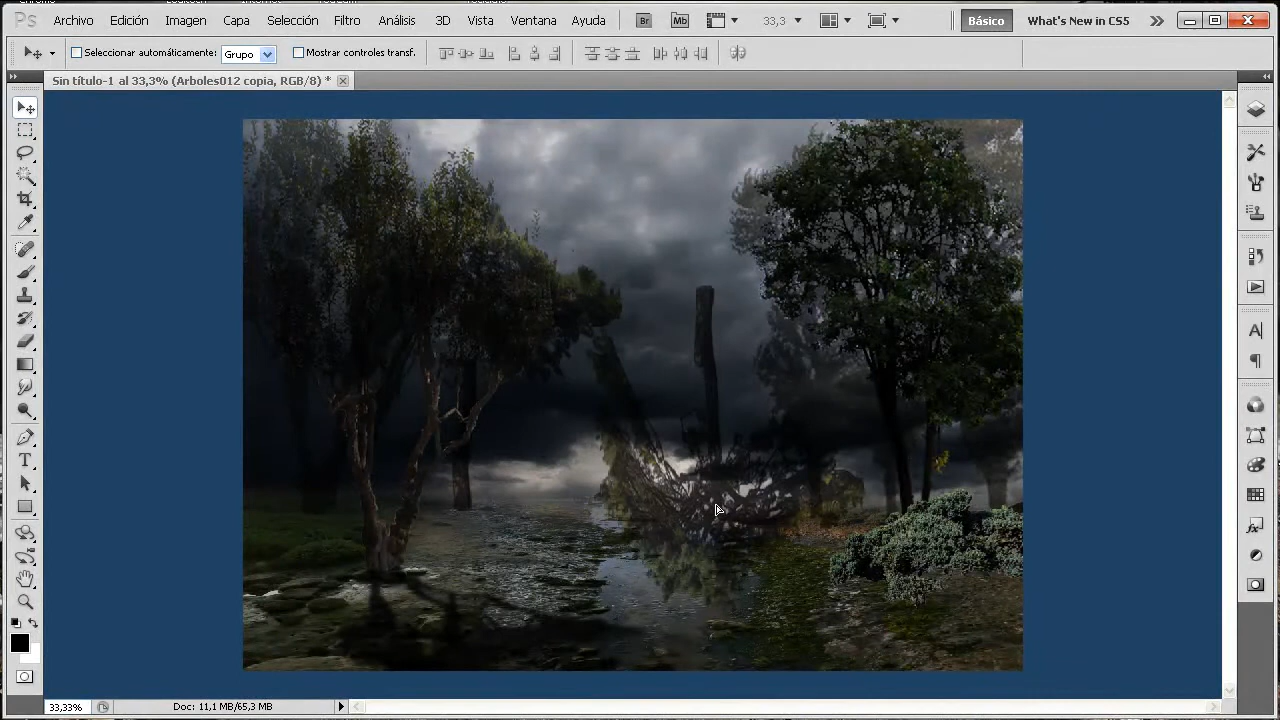 Ps Archivo Edición Imagen Capa Selección Filtro Análisis 3D Vista Ventana Ayuda Br Mb 33,3 Básico What's New in CS5
Seleccionar automáticamente: Grupo Mostrar controles transf.
Sin título-1 al 33,3% (Arboles012 copia, RGB/8) *
33,33% Doc: 11,1 MB/65,3 MB